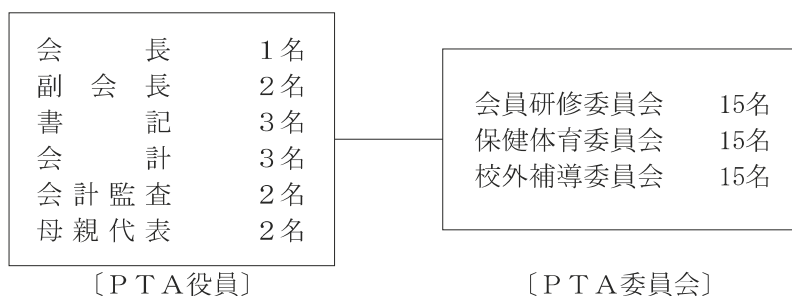 会長 1名
副会長 2名
書記 3名
会計 3名
会計監査 2名
母親代表 2名
〔PTA役員〕
会員研修委員会 15名
保健体育委員会 15名
校外補導委員会 15名
〔PTA委員会〕